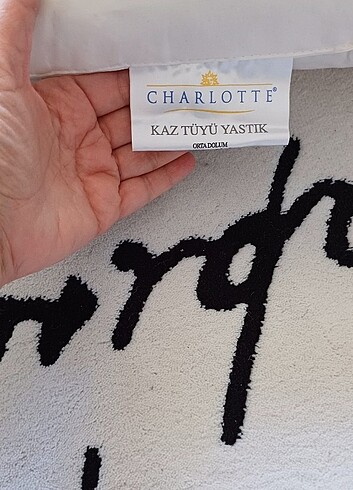 CHARLOTTE®
KAZ TÜYÜ YASTIK
ORTA DOLUM